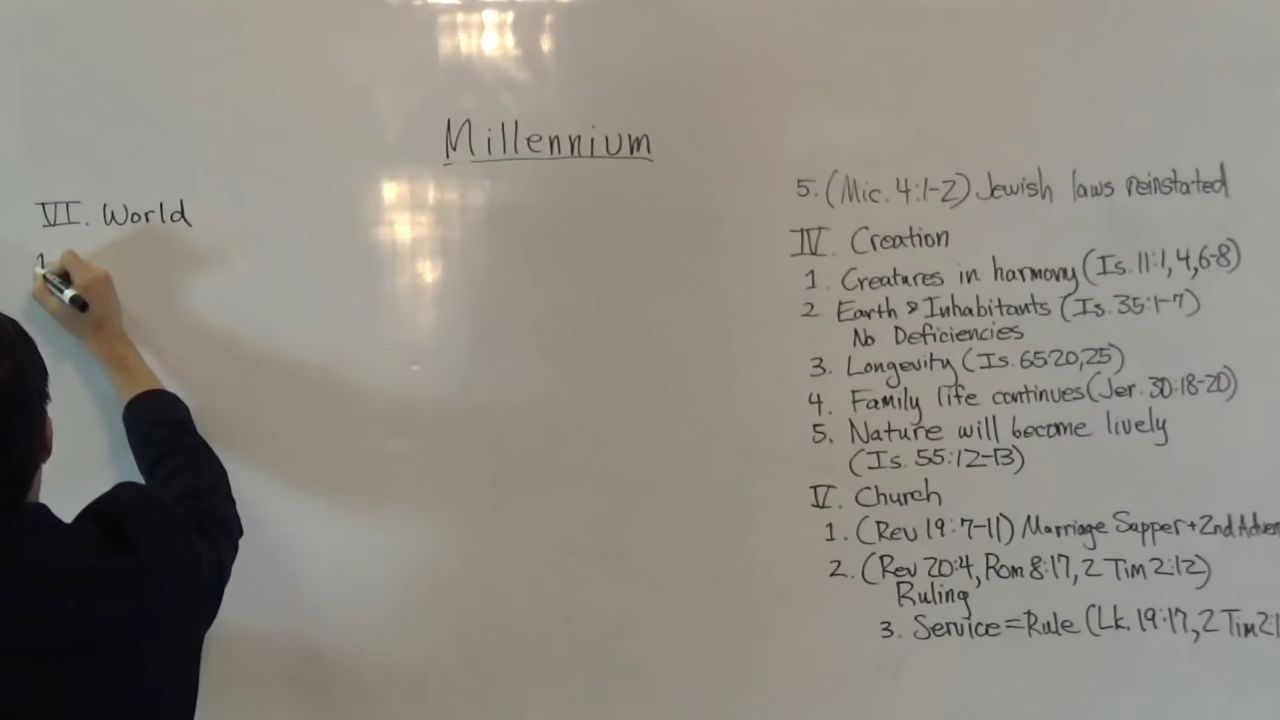 Millennium
VI. World
1
5. (Mic. 4:1-2) Jewish laws reinstated
IV. Creation
1. Creatures in harmony (Is. 11:1,4,6-8)
2 Earth & Inhabitants (Is. 35:1-7)
No Deficiencies
3. Longevity (Is. 65:20,25)
4. Family life continues (Jer. 30:18-20)
5. Nature will become lively
(Is. 55:12-13)
V. Church
1. (Rev 19:7-11) Marriage Supper + 2nd Adven
2. (Rev 20:4, Rom 8:17, 2 Tim 2:12)
Ruling
3. Service = Rule (Lk. 19:17, 2 Tim 2:1